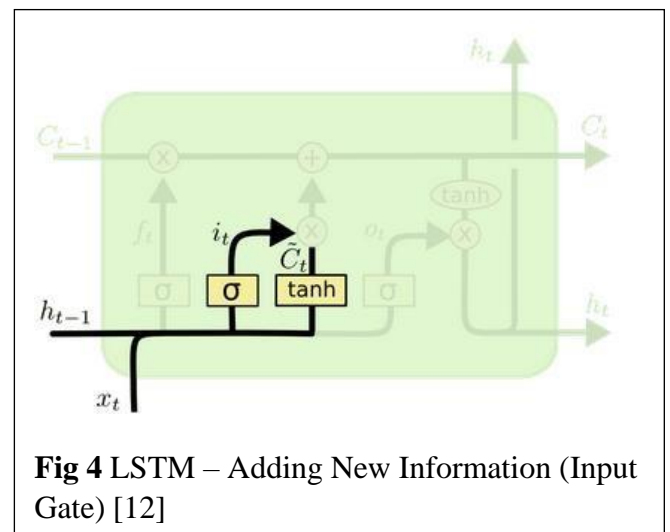 h_t
C_{t-1} x + C_t
tanh
f_t i_t x o_t x
C̃_t
σ σ tanh σ
h_{t-1} h_t
x_t
Fig 4 LSTM – Adding New Information (Input
Gate) [12]